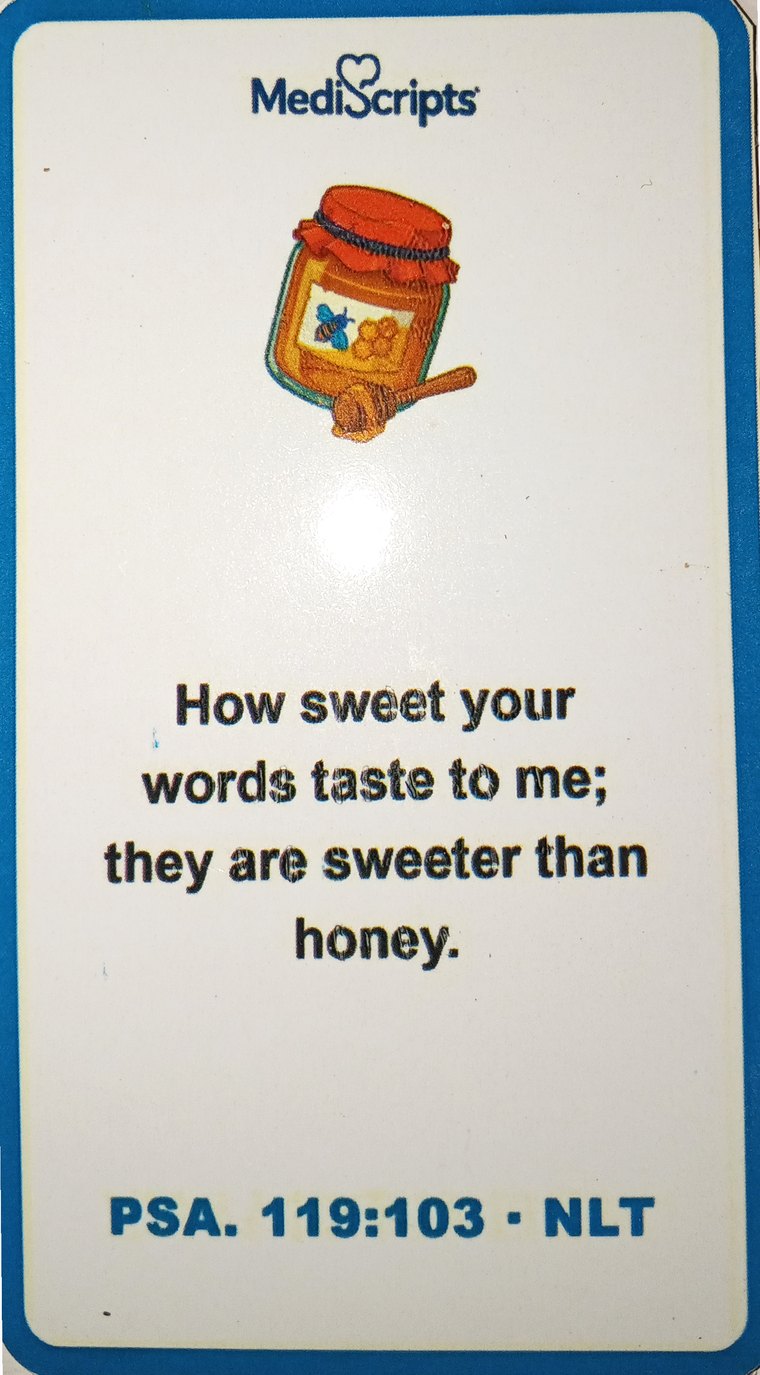 MediScripts
How sweet your
words taste to me;
they are sweeter than
honey.
PSA. 119:103 · NLT